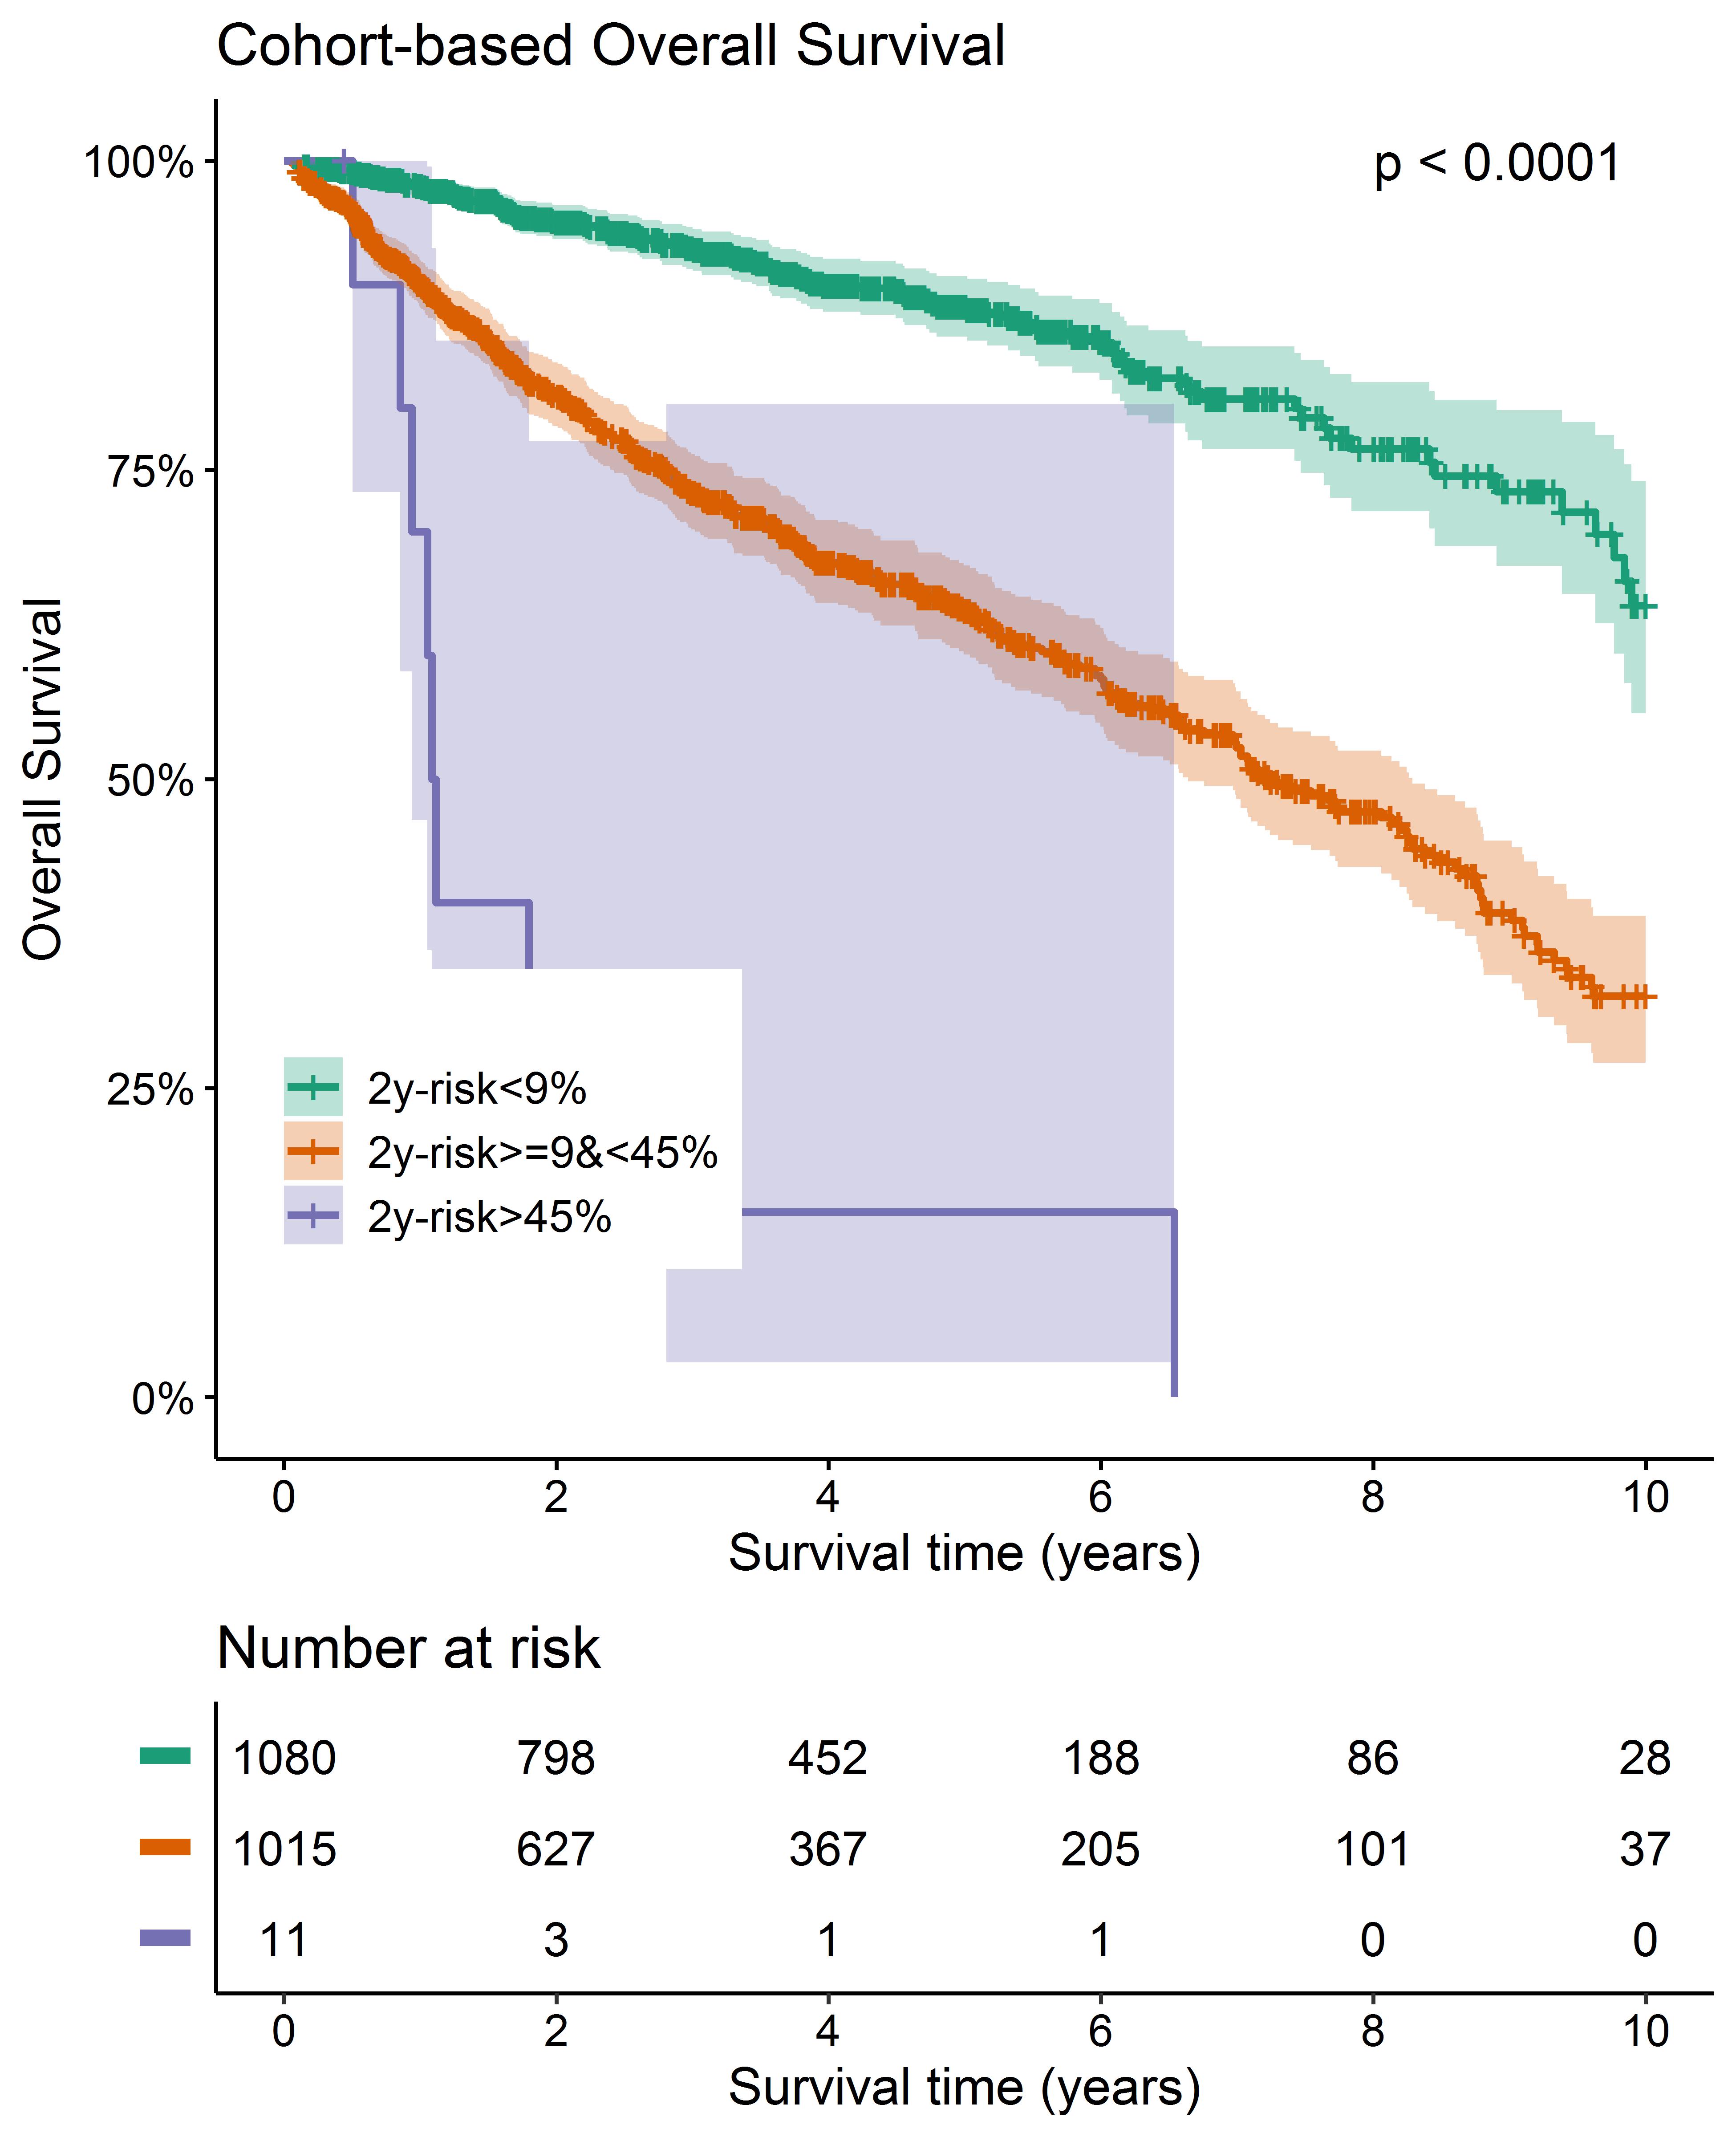 Cohort-based Overall Survival
p < 0.0001
100%
75%
50%
25%
0%
Overall Survival
2y-risk<9%
2y-risk>=9&<45%
2y-risk>45%
0 2 4 6 8 10
Survival time (years)
Number at risk
1080 798 452 188 86 28
1015 627 367 205 101 37
11 3 1 1 0 0
0 2 4 6 8 10
Survival time (years)